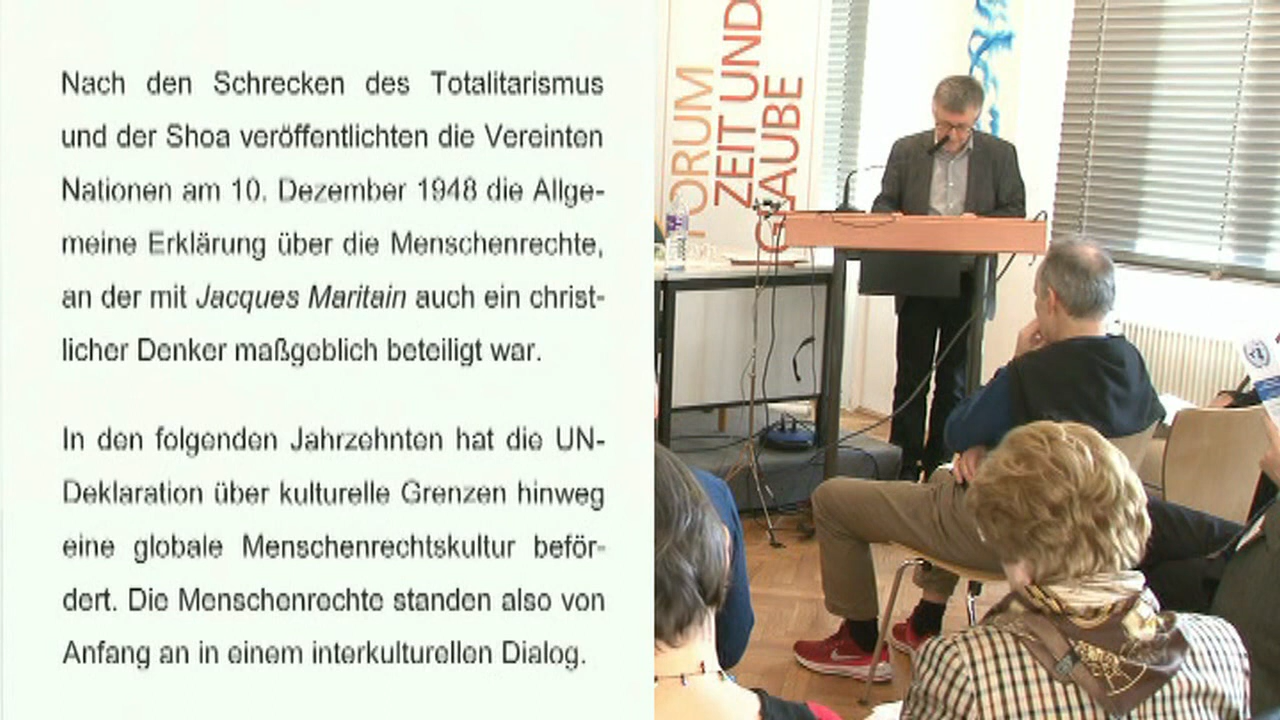 Nach den Schrecken des Totalitarismus
und der Shoa veröffentlichten die Vereinten
Nationen am 10. Dezember 1948 die Allge-
meine Erklärung über die Menschenrechte,
an der mit Jacques Maritain auch ein christ-
licher Denker maßgeblich beteiligt war.
In den folgenden Jahrzehnten hat die UN-
Deklaration über kulturelle Grenzen hinweg
eine globale Menschenrechtskultur beför-
dert. Die Menschenrechte standen also von
Anfang an in einem interkulturellen Dialog.
FORUM
ZEIT UND
GLAUBE